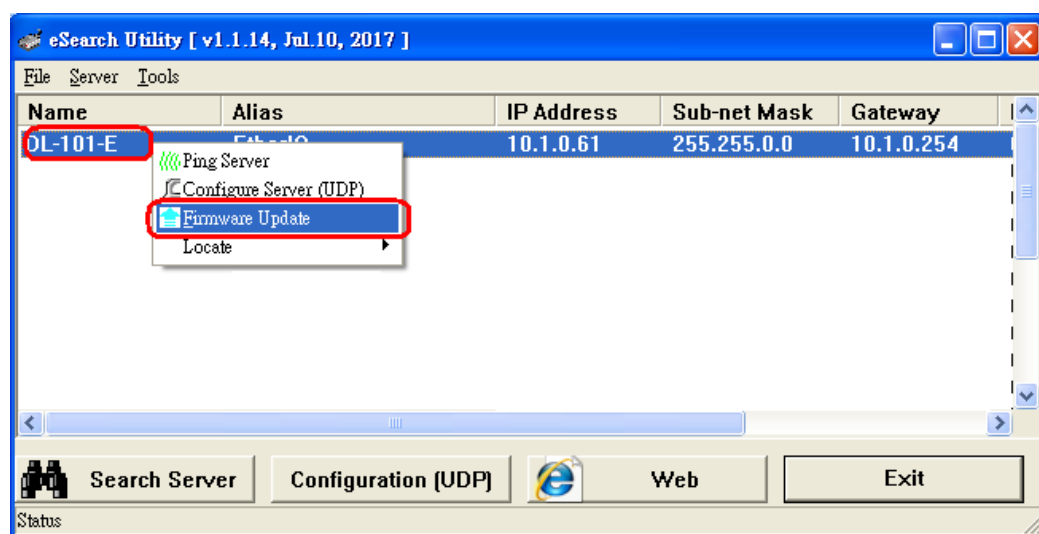 eSearch Utility [ v1.1.14, Jul.10, 2017 ]
File Server Tools
Name Alias IP Address Sub-net Mask Gateway
DL-101-E 10.1.0.61 255.255.0.0 10.1.0.254
Ping Server
Configure Server (UDP)
Firmware Update
Locate
Search Server Configuration (UDP) Web Exit
Status